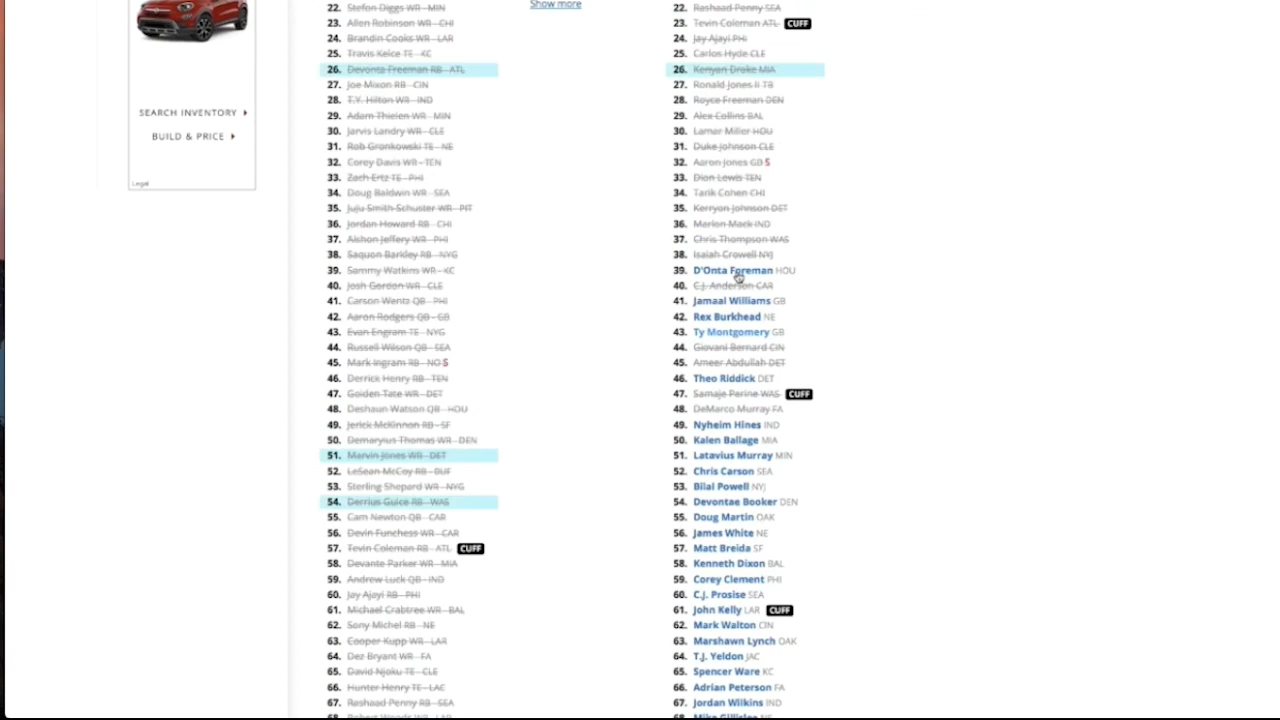 SEARCH INVENTORY
BUILD & PRICE
Legal
22. Stefon Diggs WR - MIN
23. Allen Robinson WR - CHI
24. Brandin Cooks WR - LAR
25. Travis Kelce TE - KC
26. Devonta Freeman RB - ATL
27. Joe Mixon RB - CIN
28. T.Y. Hilton WR - IND
29. Adam Thielen WR - MIN
30. Jarvis Landry WR - CLE
31. Rob Gronkowski TE - NE
32. Corey Davis WR - TEN
33. Zach Ertz TE - PHI
34. Doug Baldwin WR - SEA
35. Juju Smith-Schuster WR - PIT
36. Jordan Howard RB - CHI
37. Alshon Jeffery WR - PHI
38. Saquon Barkley RB - NYG
39. Sammy Watkins WR - KC
40. Josh Gordon WR - CLE
41. Carson Wentz QB - PHI
42. Aaron Rodgers QB - GB
43. Evan Engram TE - NYG
44. Russell Wilson QB - SEA
45. Mark Ingram RB - NO S
46. Derrick Henry RB - TEN
47. Golden Tate WR - DET
48. Deshaun Watson QB - HOU
49. Jerick McKinnon RB - SF
50. Demaryius Thomas WR - DEN
51. Marvin Jones WR - DET
52. LeSean McCoy RB - BUF
53. Sterling Shepard WR - NYG
54. Derrius Guice RB - WAS
55. Cam Newton QB - CAR
56. Devin Funchess WR - CAR
57. Tevin Coleman RB - ATL CUFF
58. Devante Parker WR - MIA
59. Andrew Luck QB - IND
60. Jay Ajayi RB - PHI
61. Michael Crabtree WR - BAL
62. Sony Michel RB - NE
63. Cooper Kupp WR - LAR
64. Dez Bryant WR - FA
65. David Njoku TE - CLE
66. Hunter Henry TE - LAC
67. Rashaad Penny RB - SEA
68. Robert Woods WR - LAR
Show more
22. Rashaad Penny SEA
23. Tevin Coleman ATL CUFF
24. Jay Ajayi PHI
25. Carlos Hyde CLE
26. Kenyan Drake MIA
27. Ronald Jones II TB
28. Royce Freeman DEN
29. Alex Collins BAL
30. Lamar Miller HOU
31. Duke Johnson CLE
32. Aaron Jones GB S
33. Dion Lewis TEN
34. Tarik Cohen CHI
35. Kerryon Johnson DET
36. Marlon Mack IND
37. Chris Thompson WAS
38. Isaiah Crowell NYJ
39. D'Onta Foreman HOU
40. C.J. Anderson CAR
41. Jamaal Williams GB
42. Rex Burkhead NE
43. Ty Montgomery GB
44. Giovani Bernard CIN
45. Ameer Abdullah DET
46. Theo Riddick DET
47. Samaje Perine WAS CUFF
48. DeMarco Murray FA
49. Nyheim Hines IND
50. Kalen Ballage MIA
51. Latavius Murray MIN
52. Chris Carson SEA
53. Bilal Powell NYJ
54. Devontae Booker DEN
55. Doug Martin OAK
56. James White NE
57. Matt Breida SF
58. Kenneth Dixon BAL
59. Corey Clement PHI
60. C.J. Prosise SEA
61. John Kelly LAR CUFF
62. Mark Walton CIN
63. Marshawn Lynch OAK
64. T.J. Yeldon JAC
65. Spencer Ware KC
66. Adrian Peterson FA
67. Jordan Wilkins IND
68. Mike Gillislee NE